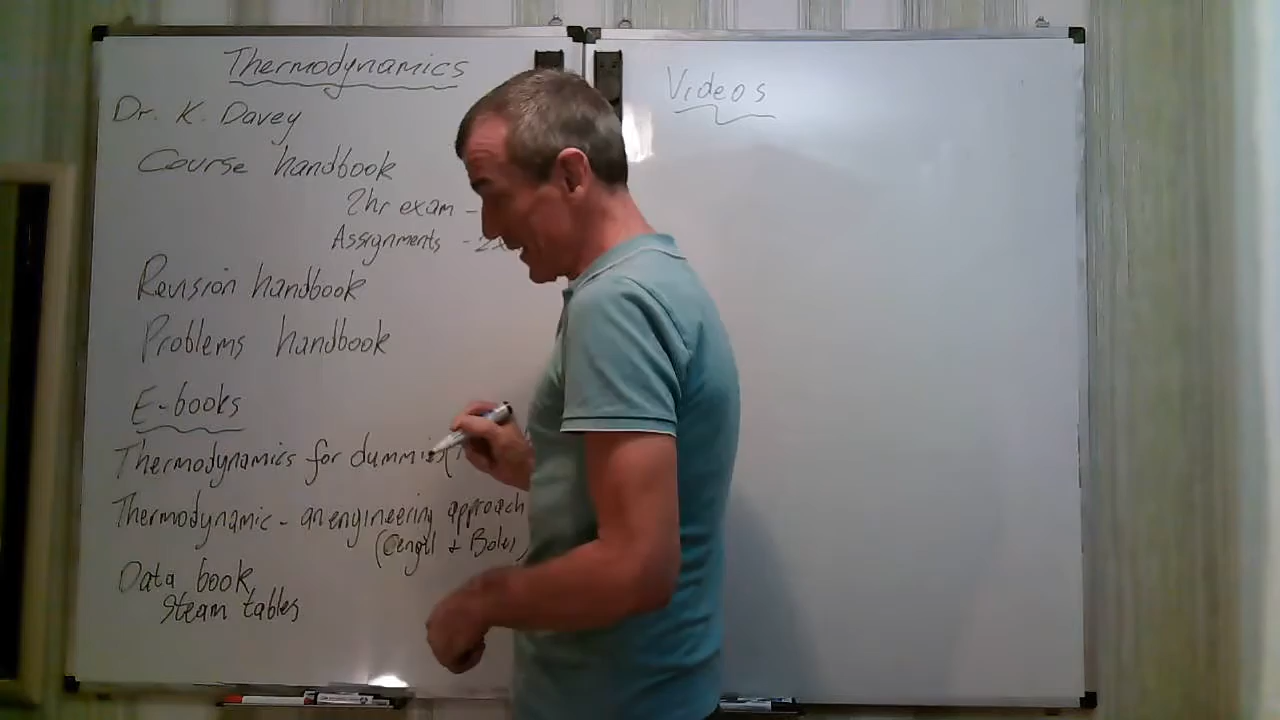 Thermodynamics
Dr. K. Davey
Course handbook
2hr exam -
Assignments - 2x
Revision handbook
Problems handbook
E-books
Thermodynamics for dummies
Thermodynamic - an engineering approach
(Cengel + Boles)
Data book
Steam tables
Videos